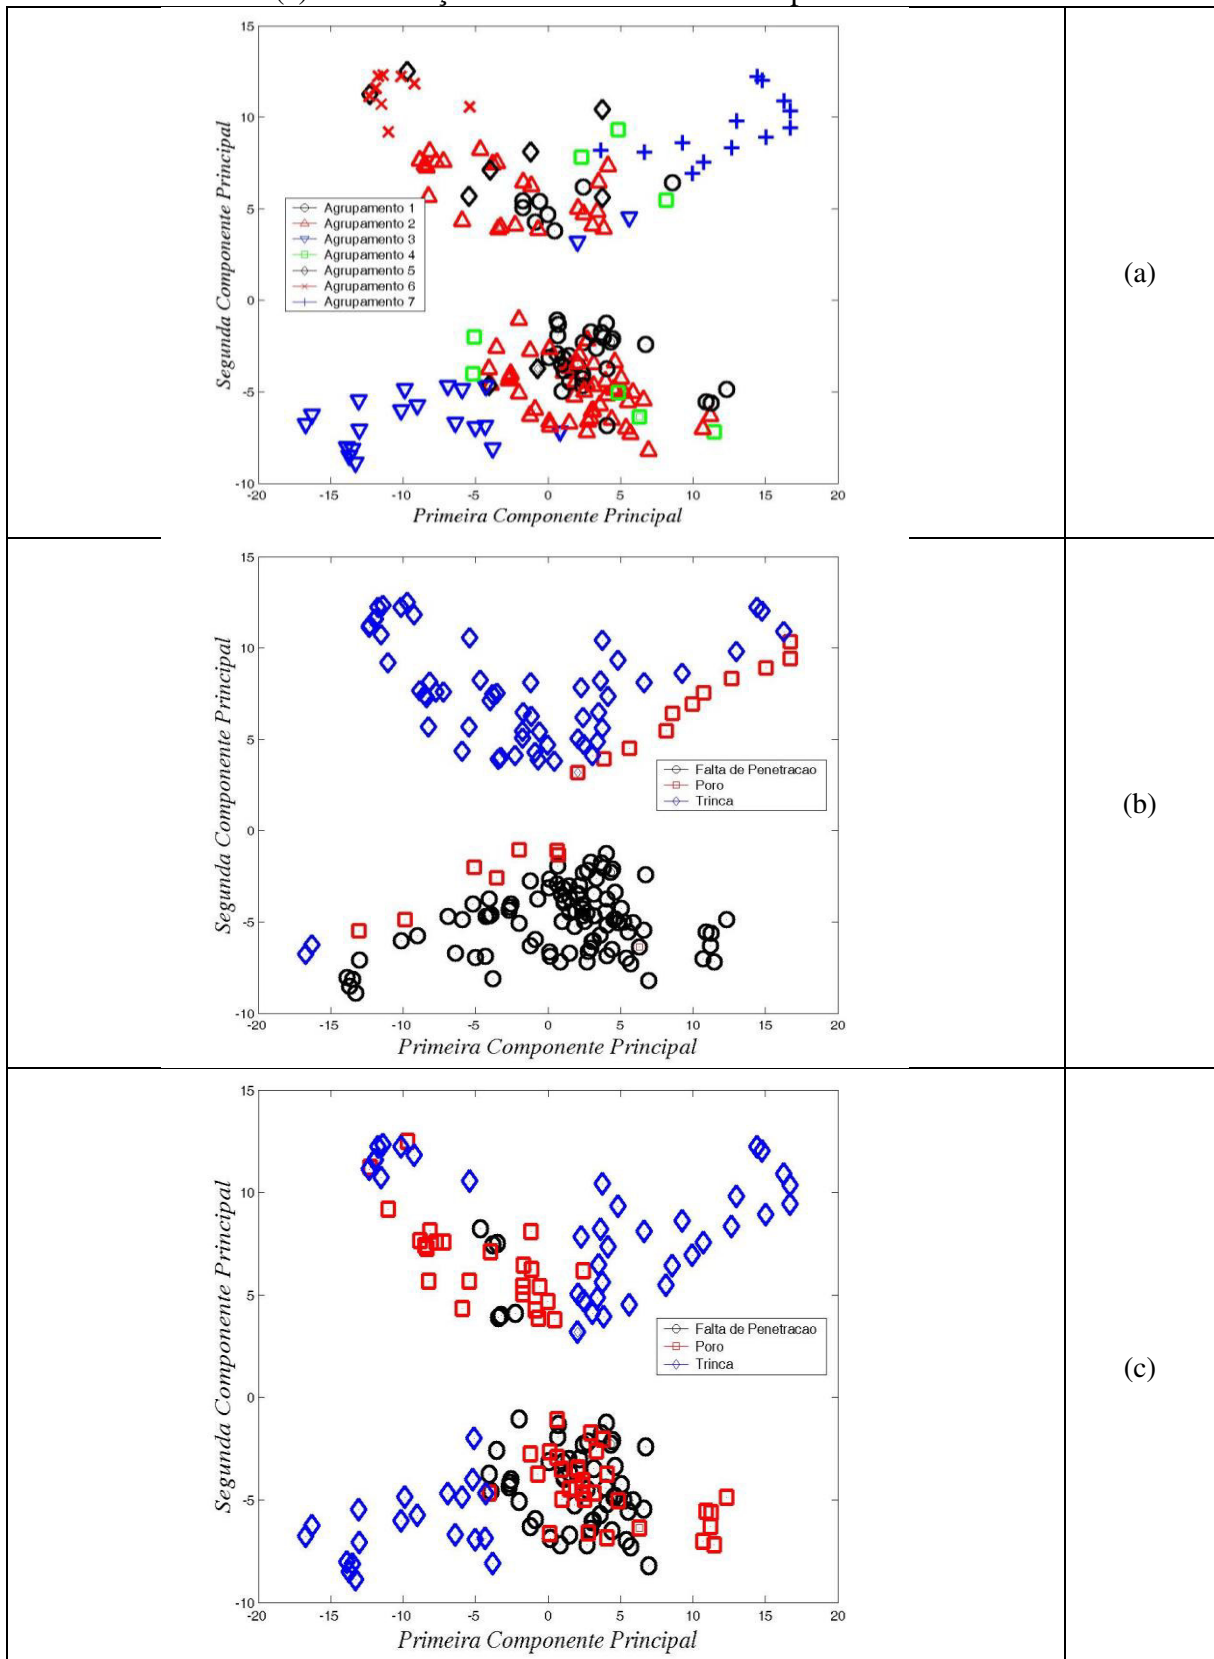 15
10
5
0
-5
-10
-20 -15 -10 -5 0 5 10 15 20
Segunda Componente Principal
Primeira Componente Principal
Agrupamento 1
Agrupamento 2
Agrupamento 3
Agrupamento 4
Agrupamento 5
Agrupamento 6
Agrupamento 7
(a)
15
10
5
0
-5
-10
-20 -15 -10 -5 0 5 10 15 20
Segunda Componente Principal
Primeira Componente Principal
Falta de Penetracao
Poro
Trinca
(b)
15
10
5
0
-5
-10
-20 -15 -10 -5 0 5 10 15 20
Segunda Componente Principal
Primeira Componente Principal
Falta de Penetracao
Poro
Trinca
(c)